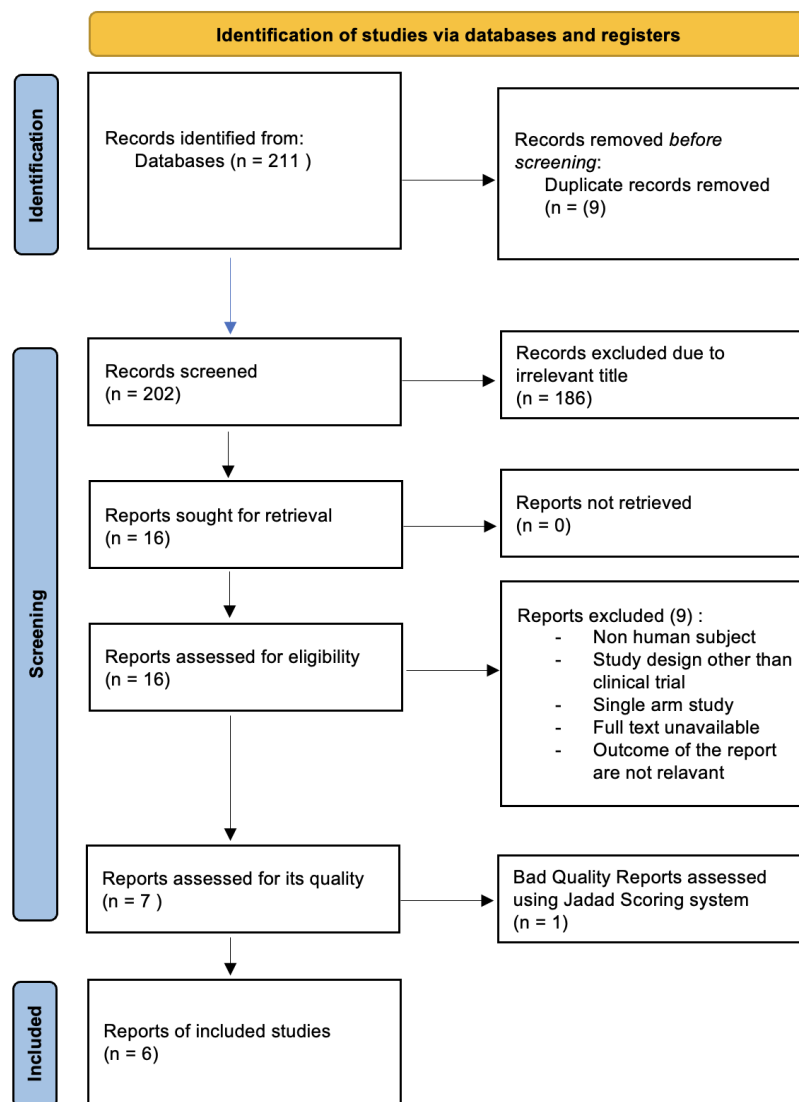 Identification of studies via databases and registers
Identification
Records identified from:
Databases (n = 211 )
Records removed before
screening:
Duplicate records removed
(n = (9)
Screening
Records screened
(n = 202)
Records excluded due to
irrelevant title
(n = 186)
Reports sought for retrieval
(n = 16)
Reports not retrieved
(n = 0)
Reports assessed for eligibility
(n = 16)
Reports excluded (9) :
- Non human subject
- Study design other than
clinical trial
- Single arm study
- Full text unavailable
- Outcome of the report
are not relavant
Reports assessed for its quality
(n = 7 )
Bad Quality Reports assessed
using Jadad Scoring system
(n = 1)
Included
Reports of included studies
(n = 6)